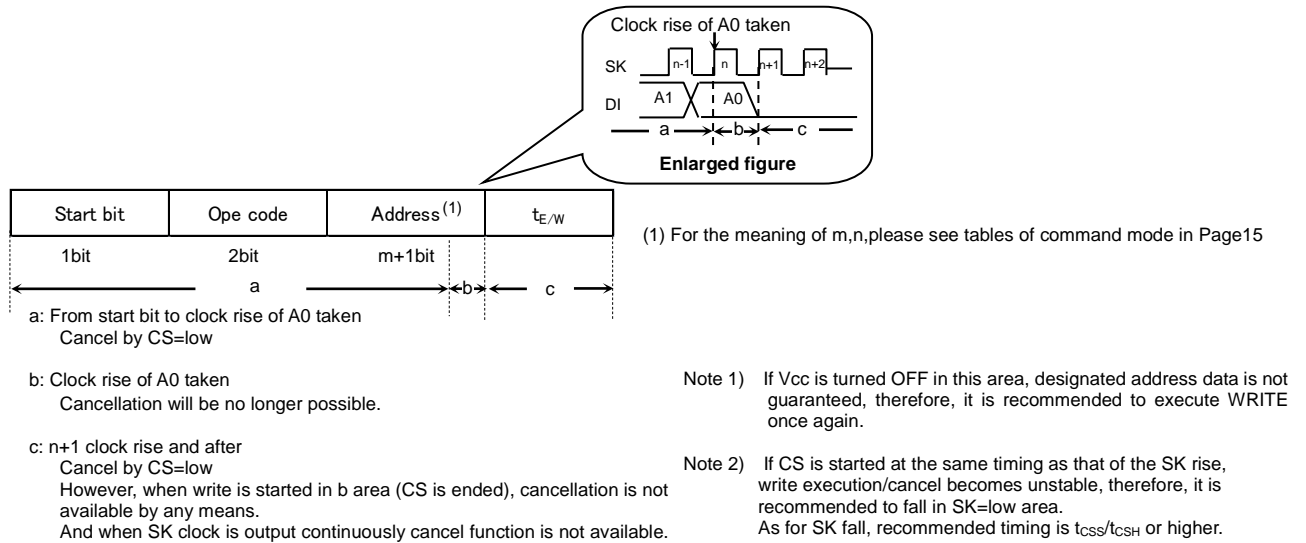 Clock rise of A0 taken
SK n-1 n n+1 n+2
DI A1 A0
a b c
Enlarged figure
Start bit Ope code Address(1) tE/W
1bit 2bit m+1bit
a b c
(1) For the meaning of m,n,please see tables of command mode in Page15
a: From start bit to clock rise of A0 taken
Cancel by CS=low
b: Clock rise of A0 taken
Cancellation will be no longer possible.
c: n+1 clock rise and after
Cancel by CS=low
However, when write is started in b area (CS is ended), cancellation is not
available by any means.
And when SK clock is output continuously cancel function is not available.
Note 1) If Vcc is turned OFF in this area, designated address data is not
guaranteed, therefore, it is recommended to execute WRITE
once again.
Note 2) If CS is started at the same timing as that of the SK rise,
write execution/cancel becomes unstable, therefore, it is
recommended to fall in SK=low area.
As for SK fall, recommended timing is tCSS/tCSH or higher.